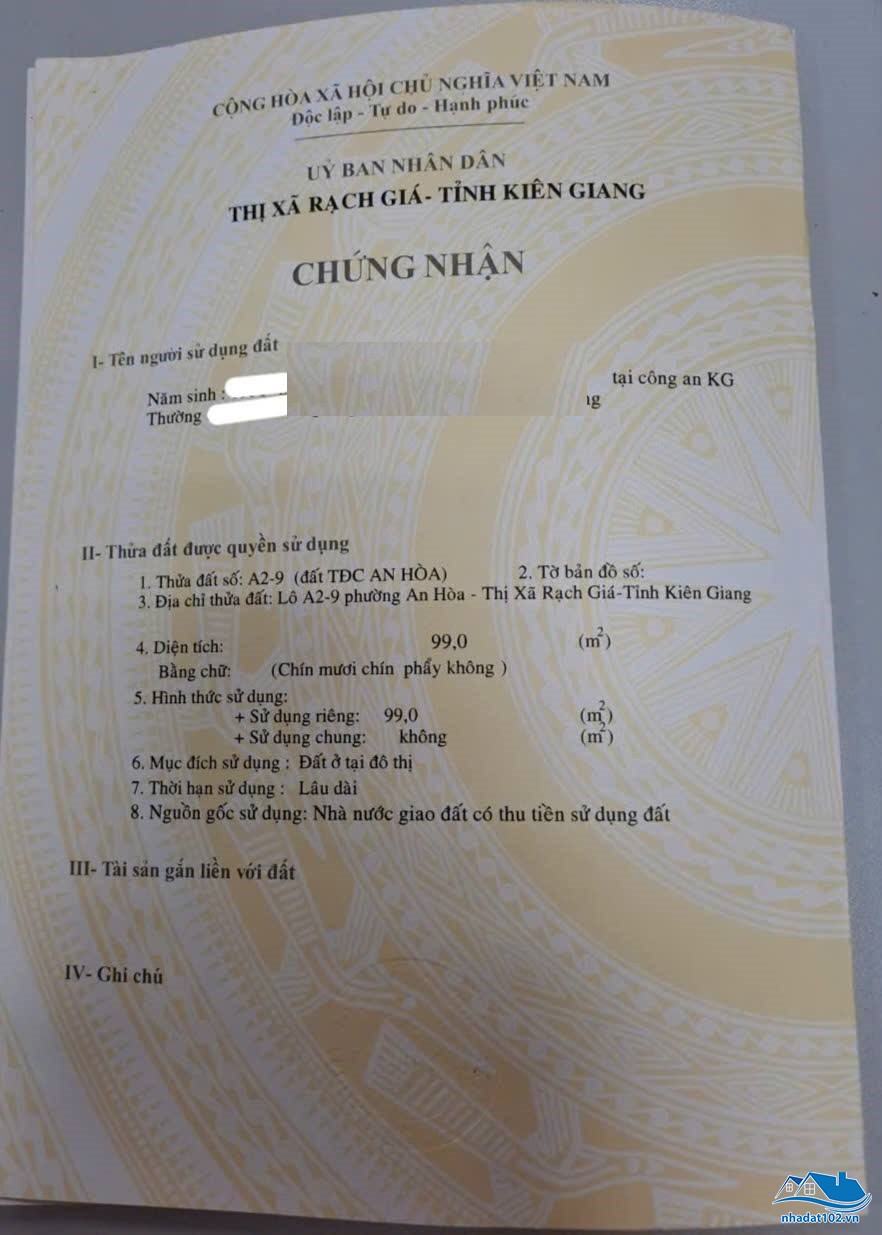 CỘNG HÒA XÃ HỘI CHỦ NGHĨA VIỆT NAM
Độc lập - Tự do - Hạnh phúc
UỶ BAN NHÂN DÂN
THỊ XÃ RẠCH GIÁ- TỈNH KIÊN GIANG
CHỨNG NHẬN
I- Tên người sử dụng đất
Năm sinh : tại công an KG
Thường ng
II- Thửa đất được quyền sử dụng
1. Thửa đất số: A2-9 (đất TĐC AN HÒA) 2. Tờ bản đồ số:
3. Địa chỉ thửa đất: Lô A2-9 phường An Hòa - Thị Xã Rạch Giá-Tỉnh Kiên Giang
4. Diện tích: 99,0 (m²)
Bằng chữ: (Chín mươi chín phẩy không )
5. Hình thức sử dụng:
+ Sử dụng riêng: 99,0 (m²)
+ Sử dụng chung: không (m²)
6. Mục đích sử dụng : Đất ở tại đô thị
7. Thời hạn sử dụng : Lâu dài
8. Nguồn gốc sử dụng: Nhà nước giao đất có thu tiền sử dụng đất
III- Tài sản gắn liền với đất
IV- Ghi chú
nhadat102.vn